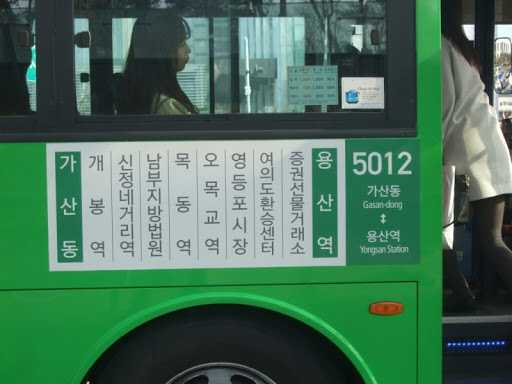 가산동
개봉역
신정네거리역
남부지방법원
목동역
오목교역
영등포시장
여의도환승센터
증권선물거래소
용산역
5012
가산동
Gasan-dong
↕
용산역
Yongsan Station